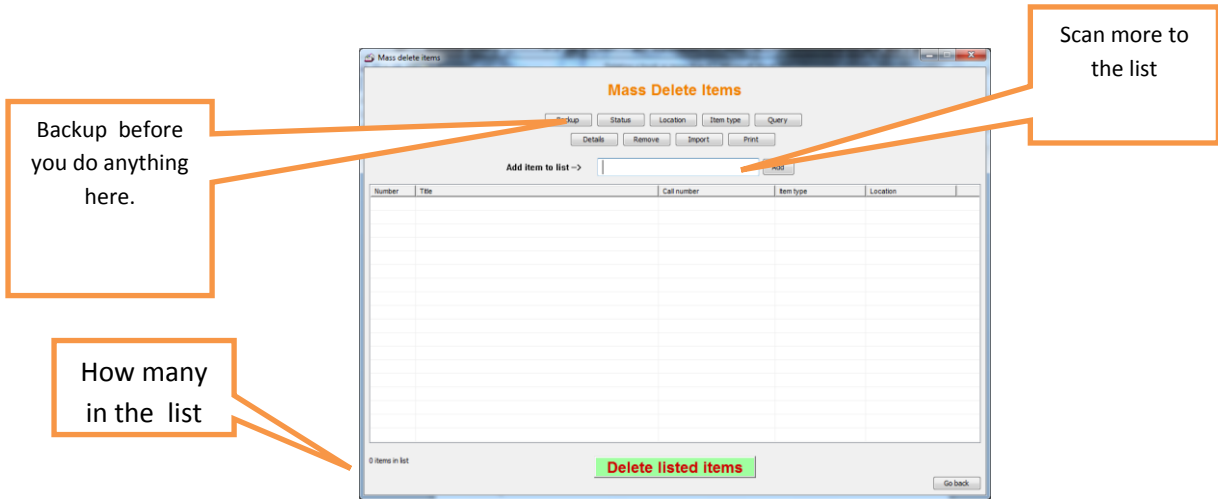 Scan more to
the list
Mass delete items
Mass Delete Items
Backup before
you do anything
here.
Backup Status Location Item type Query
Details Remove Import Print
Add item to list --> Add
Number Title Call number Item type Location
How many
in the list
0 items in list
Delete listed items
Go back